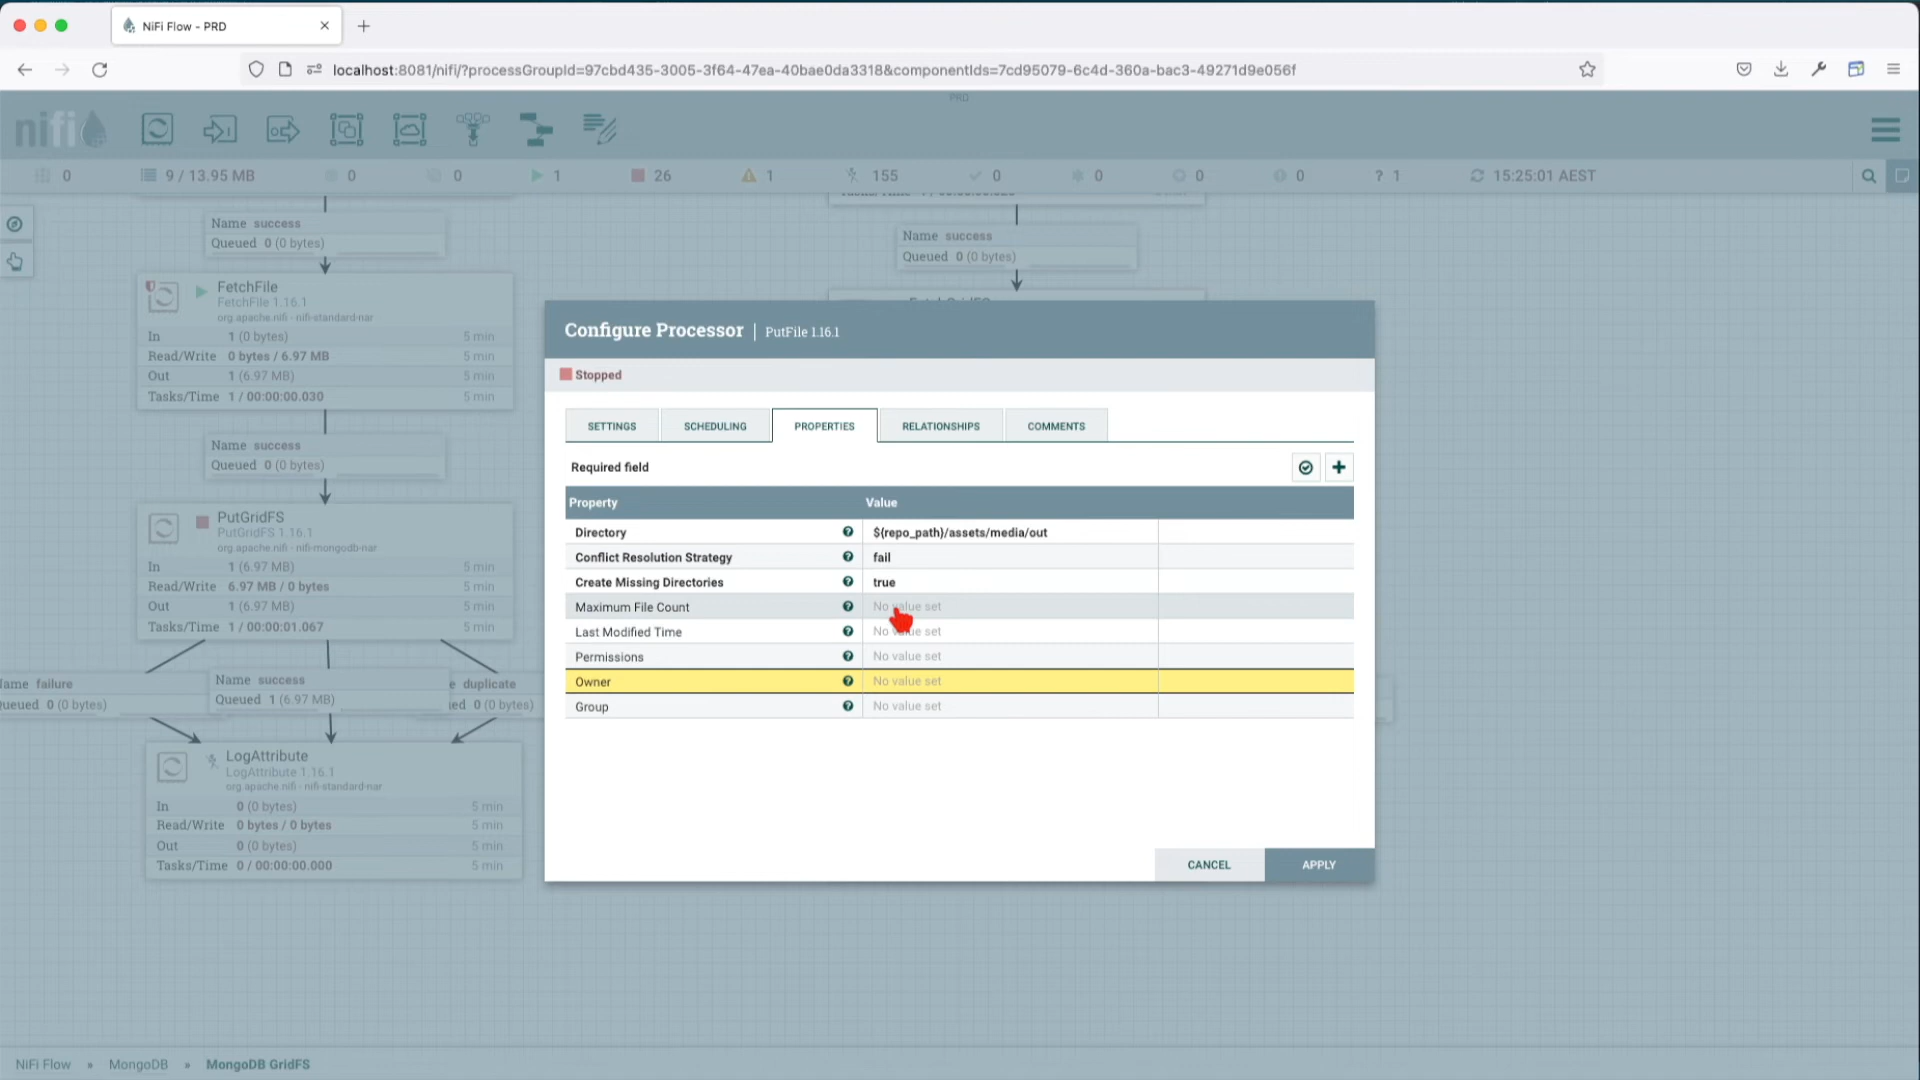 NiFi Flow - PRD
localhost:8081/nifi/?processGroupId=97cbd435-3005-3f64-47ea-40bae0da3318&componentIds=7cd95079-6c4d-360a-bac3-49271d9e056f
PRD
nifi
0
9 / 13.95 MB
0
0
1
26
1
155
0
0
0
0
? 1
15:25:01 AEST
Name success
Queued 0 (0 bytes)
Name success
Queued 0 (0 bytes)
FetchFile
FetchFile 1.16.1
org.apache.nifi - nifi-standard-nar
In 1 (0 bytes) 5 min
Read/Write 0 bytes / 6.97 MB 5 min
Out 1 (6.97 MB) 5 min
Tasks/Time 1 / 00:00:00.030 5 min
Name success
Queued 0 (0 bytes)
PutGridFS
PutGridFS 1.16.1
org.apache.nifi - nifi-mongodb-nar
In 1 (6.97 MB) 5 min
Read/Write 6.97 MB / 0 bytes 5 min
Out 1 (6.97 MB) 5 min
Tasks/Time 1 / 00:00:01.067 5 min
ame failure
ueued 0 (0 bytes)
Name success
Queued 1 (6.97 MB)
e duplicate
ed 0 (0 bytes)
LogAttribute
LogAttribute 1.16.1
org.apache.nifi - nifi-standard-nar
In 0 (0 bytes) 5 min
Read/Write 0 bytes / 0 bytes 5 min
Out 0 (0 bytes) 5 min
Tasks/Time 0 / 00:00:00.000 5 min
Configure Processor | PutFile 1.16.1
Stopped
SETTINGS SCHEDULING PROPERTIES RELATIONSHIPS COMMENTS
Required field
Property Value
Directory ${repo_path}/assets/media/out
Conflict Resolution Strategy fail
Create Missing Directories true
Maximum File Count No value set
Last Modified Time No value set
Permissions No value set
Owner No value set
Group No value set
CANCEL APPLY
NiFi Flow » MongoDB » MongoDB GridFS